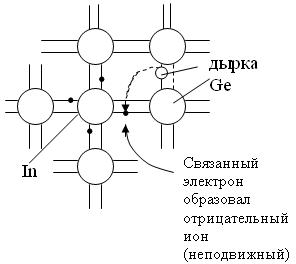 дырка
Ge
In
Связанный
электрон
образовал
отрицательный
ион
(неподвижный)